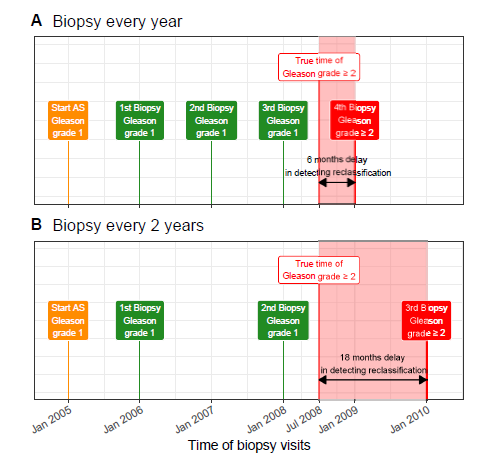 A Biopsy every year
True time of
Gleason grade ≥ 2
Start AS
Gleason
grade 1
1st Biopsy
Gleason
grade 1
2nd Biopsy
Gleason
grade 1
3rd Biopsy
Gleason
grade 1
4th Biopsy
Gleason
grade ≥ 2
6 months delay
in detecting reclassification
B Biopsy every 2 years
True time of
Gleason grade ≥ 2
Start AS
Gleason
grade 1
1st Biopsy
Gleason
grade 1
2nd Biopsy
Gleason
grade 1
3rd Biopsy
Gleason
grade ≥ 2
18 months delay
in detecting reclassification
Jan 2005
Jan 2006
Jan 2007
Jan 2008
Jul 2008
Jan 2009
Jan 2010
Time of biopsy visits